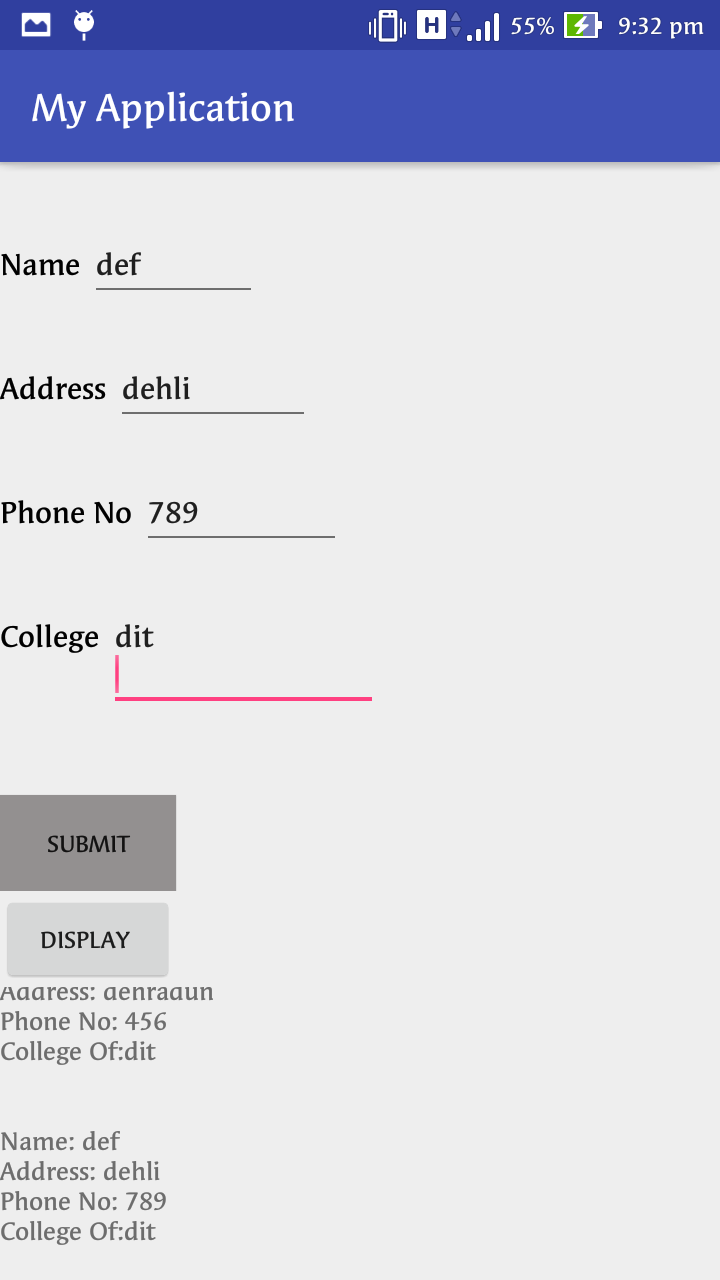 H 55% 9:32 pm
My Application
Name def
Address dehli
Phone No 789
College dit
SUBMIT
DISPLAY
Address: dehradun
Phone No: 456
College Of:dit
Name: def
Address: dehli
Phone No: 789
College Of:dit